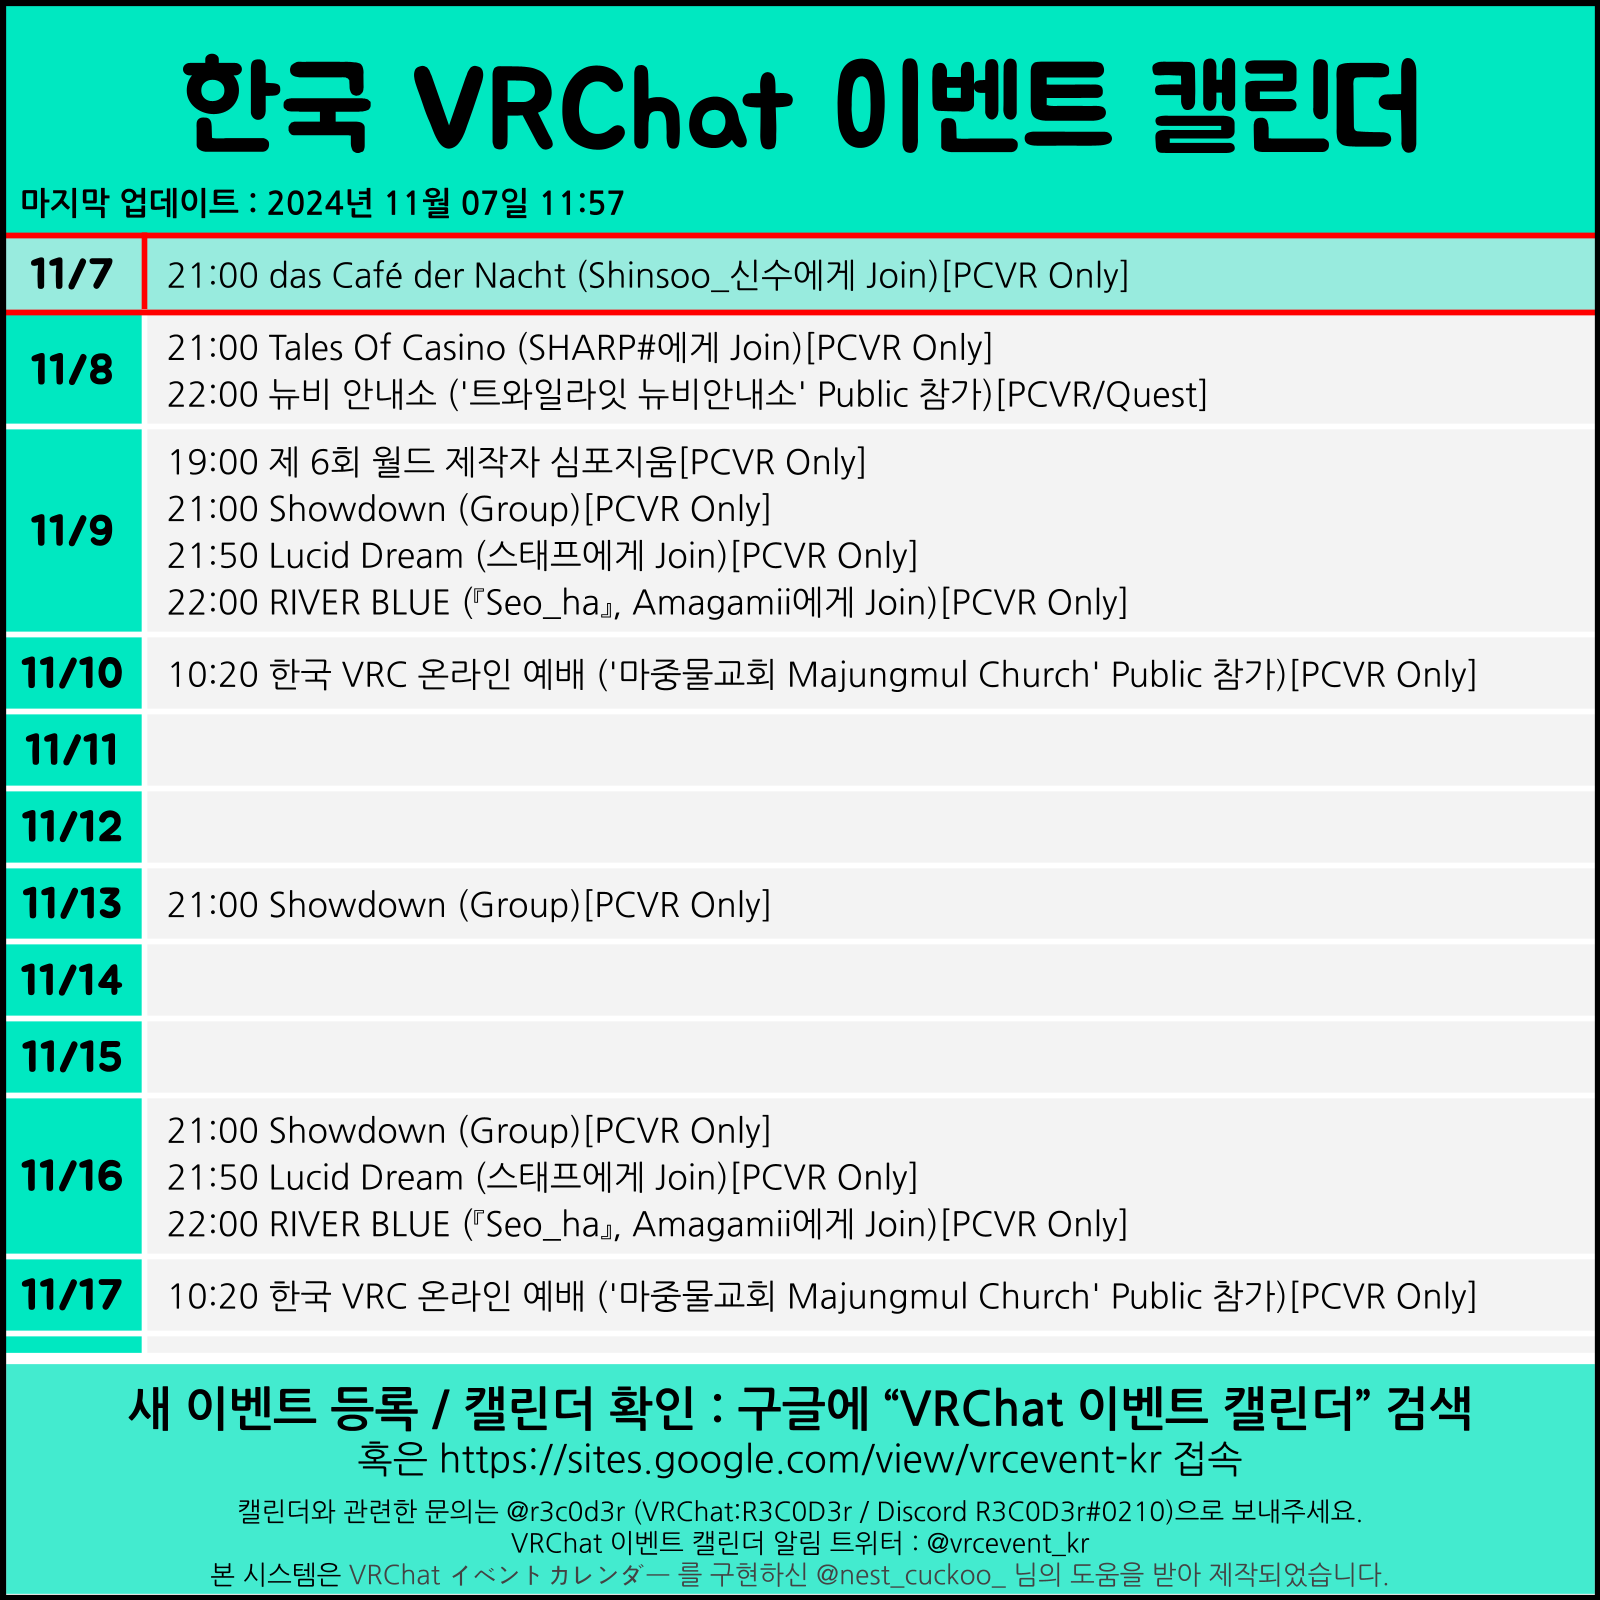 한국 VRChat 이벤트 캘린더
마지막 업데이트 : 2024년 11월 07일 11:57
11/7
21:00 das Café der Nacht (Shinsoo_신수에게 Join)[PCVR Only]
11/8
21:00 Tales Of Casino (SHARP#에게 Join)[PCVR Only]
22:00 뉴비 안내소 ('트와일라잇 뉴비안내소' Public 참가)[PCVR/Quest]
11/9
19:00 제 6회 월드 제작자 심포지움[PCVR Only]
21:00 Showdown (Group)[PCVR Only]
21:50 Lucid Dream (스태프에게 Join)[PCVR Only]
22:00 RIVER BLUE (『Seo_ha』, Amagamii에게 Join)[PCVR Only]
11/10
10:20 한국 VRC 온라인 예배 ('마중물교회 Majungmul Church' Public 참가)[PCVR Only]
11/11
11/12
11/13
21:00 Showdown (Group)[PCVR Only]
11/14
11/15
11/16
21:00 Showdown (Group)[PCVR Only]
21:50 Lucid Dream (스태프에게 Join)[PCVR Only]
22:00 RIVER BLUE (『Seo_ha』, Amagamii에게 Join)[PCVR Only]
11/17
10:20 한국 VRC 온라인 예배 ('마중물교회 Majungmul Church' Public 참가)[PCVR Only]
새 이벤트 등록 / 캘린더 확인 : 구글에 “VRChat 이벤트 캘린더” 검색
혹은 https://sites.google.com/view/vrcevent-kr 접속
캘린더와 관련한 문의는 @r3c0d3r (VRChat:R3C0D3r / Discord R3C0D3r#0210)으로 보내주세요.
VRChat 이벤트 캘린더 알림 트위터 : @vrcevent_kr
본 시스템은 VRChat イベントカレンダー 를 구현하신 @nest_cuckoo_ 님의 도움을 받아 제작되었습니다.